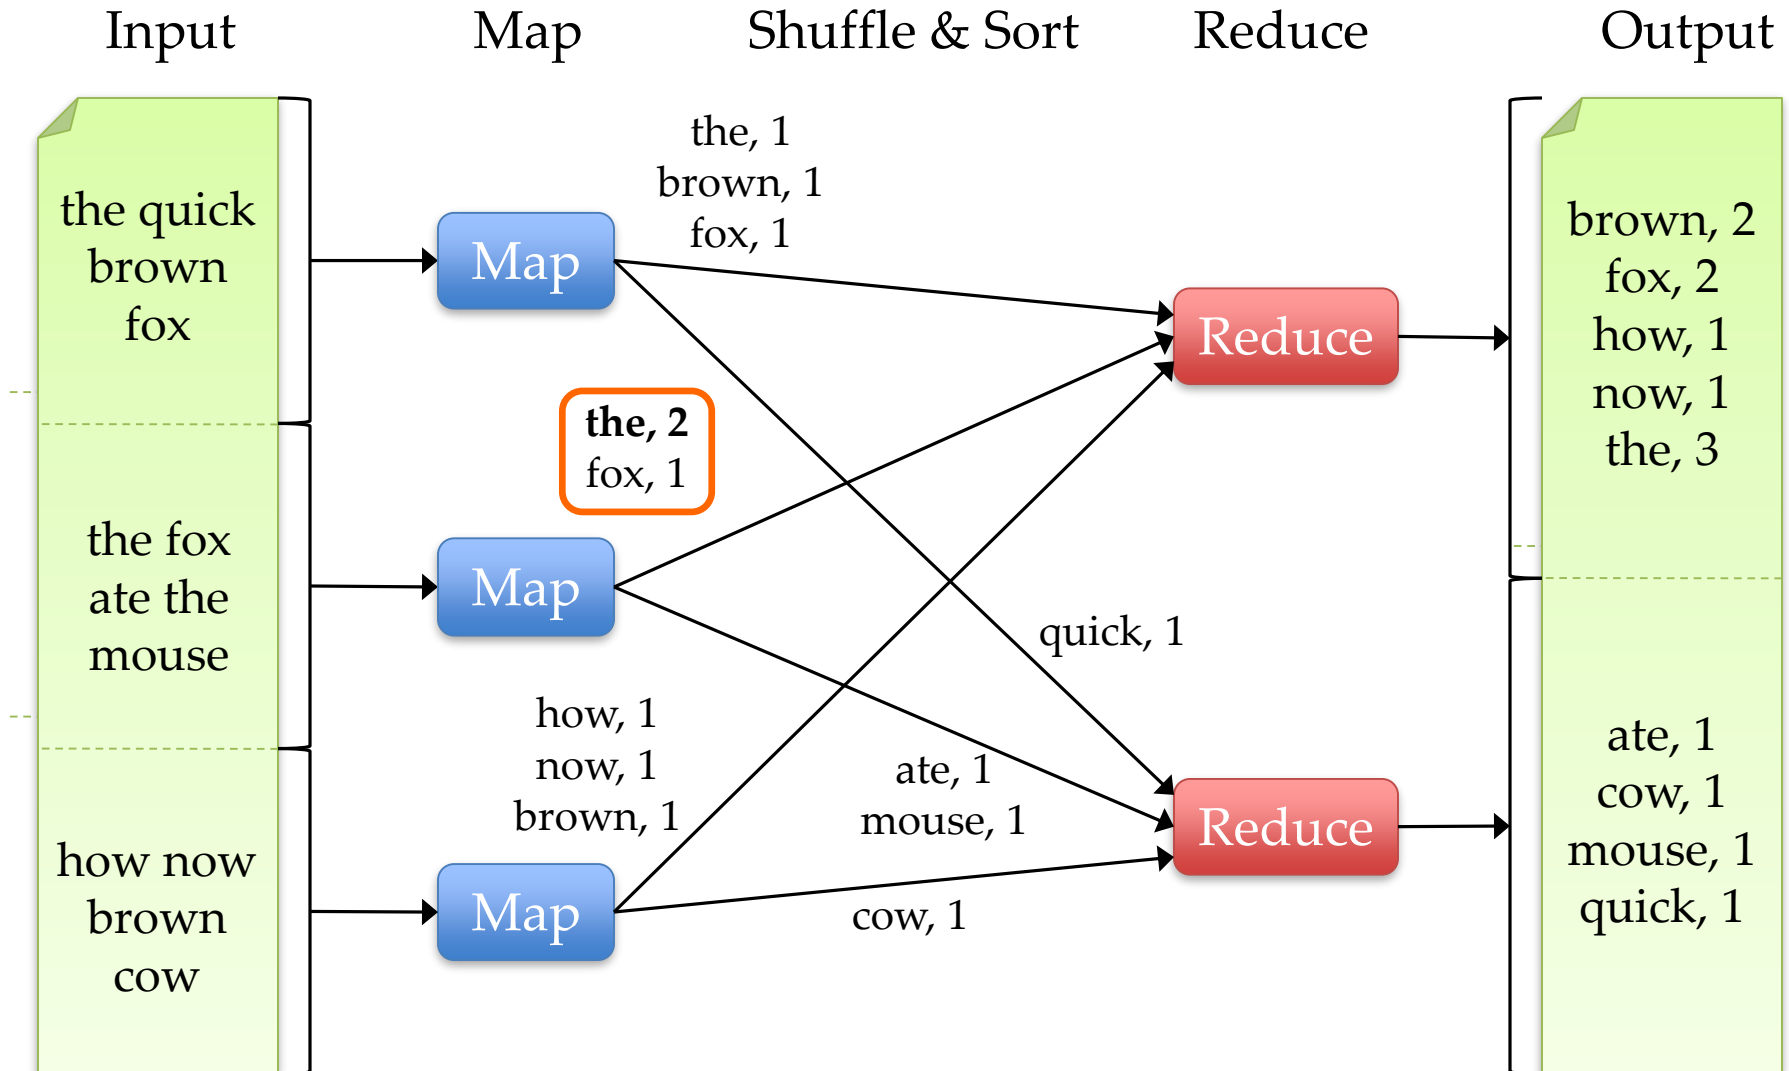 Input
Map
Shuffle & Sort
Reduce
Output
the quick
brown
fox
the fox
ate the
mouse
how now
brown
cow
Map
Map
Map
the, 1
brown, 1
fox, 1
the, 2
fox, 1
how, 1
now, 1
brown, 1
quick, 1
ate, 1
mouse, 1
cow, 1
Reduce
Reduce
brown, 2
fox, 2
how, 1
now, 1
the, 3
ate, 1
cow, 1
mouse, 1
quick, 1